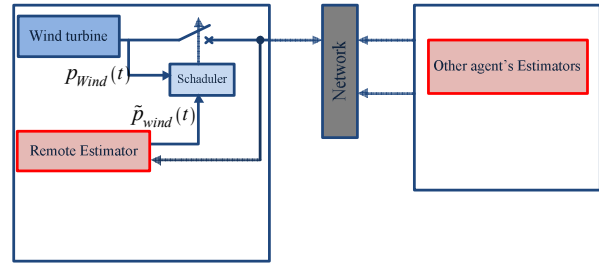 Wind turbine
p_Wind(t)
Schaduler
p̃_wind(t)
Remote Estimator
Network
Other agent's Estimators